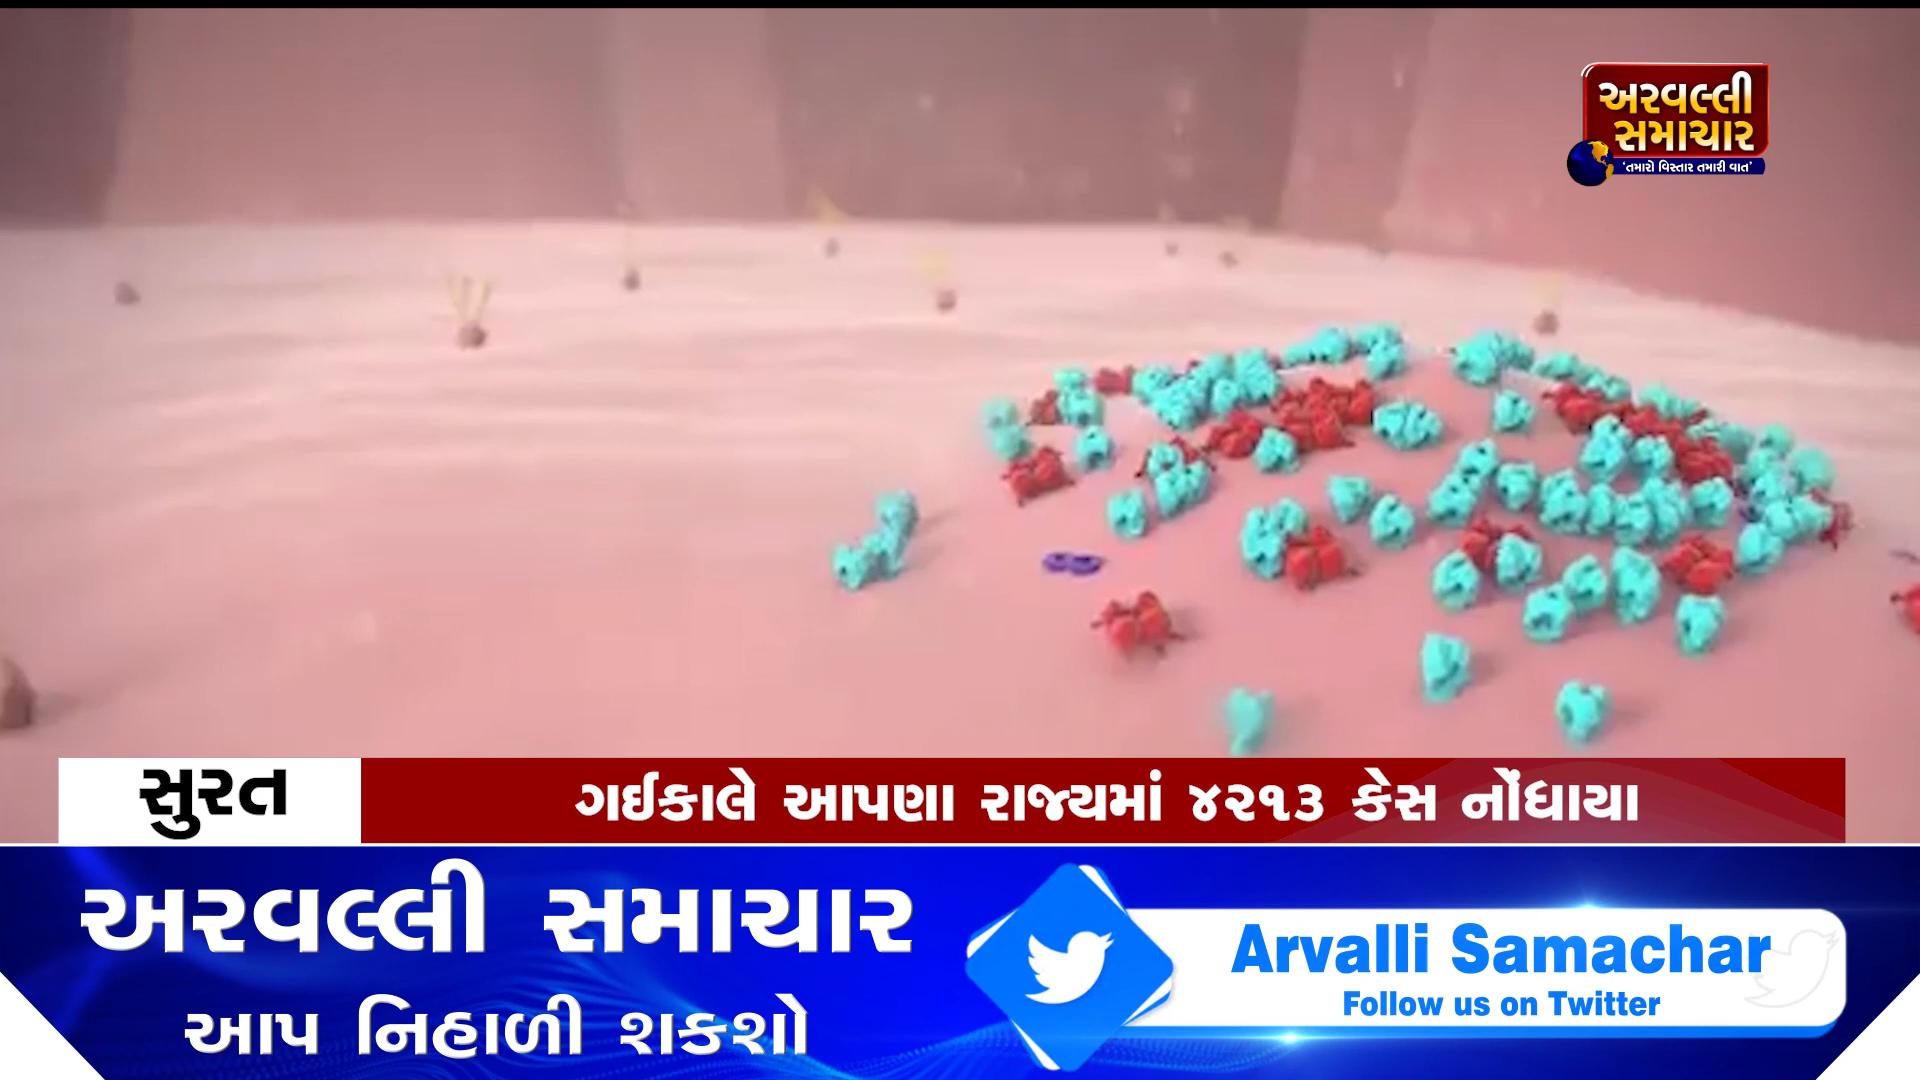 અરવલ્લી
સમાચાર
'તમારો વિસ્તાર તમારી વાત'
સુરત
ગઈકાલે આપણા રાજ્યમાં ૪૨૧૩ કેસ નોંધાયા
અરવલ્લી સમાચાર
આપ નિહાળી શકશો
Arvalli Samachar
Follow us on Twitter